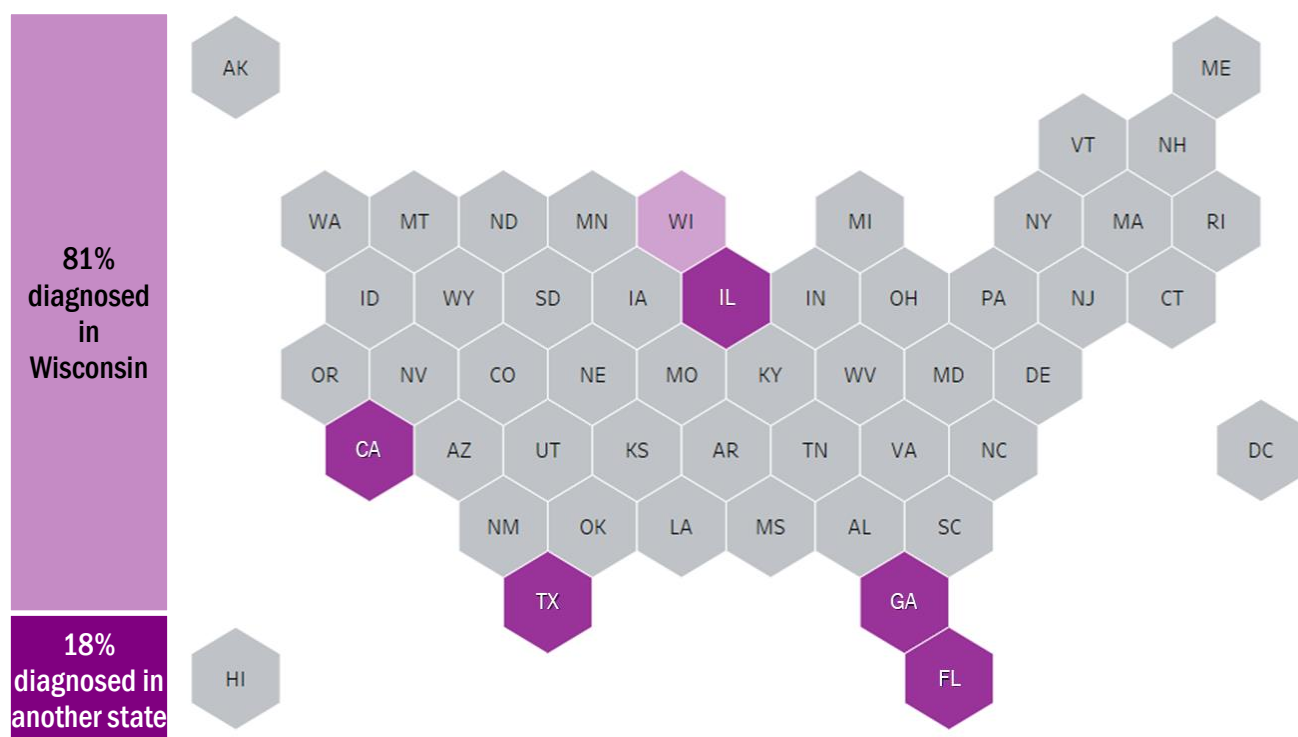 81%
diagnosed
in
Wisconsin
18%
diagnosed in
another state
AK
ME
VT NH
WA MT ND MN WI MI NY MA RI
ID WY SD IA IL IN OH PA NJ CT
OR NV CO NE MO KY WV MD DE
CA AZ UT KS AR TN VA NC DC
NM OK LA MS AL SC
TX GA
HI FL